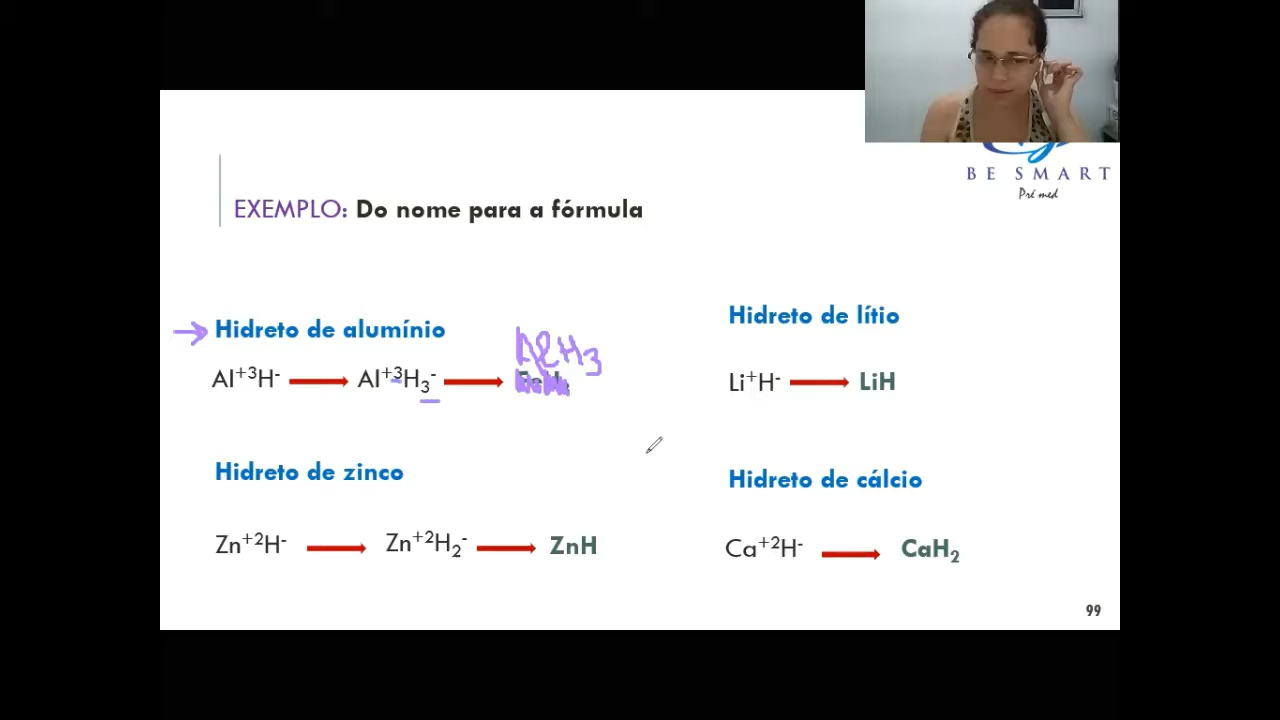 BE SMART
Pré med
EXEMPLO: Do nome para a fórmula
Hidreto de alumínio
Al⁺³H⁻ → Al⁺³H₃⁻ → AlH₃
Hidreto de lítio
Li⁺H⁻ → LiH
Hidreto de zinco
Zn⁺²H⁻ → Zn⁺²H₂⁻ → ZnH
Hidreto de cálcio
Ca⁺²H⁻ → CaH₂
99